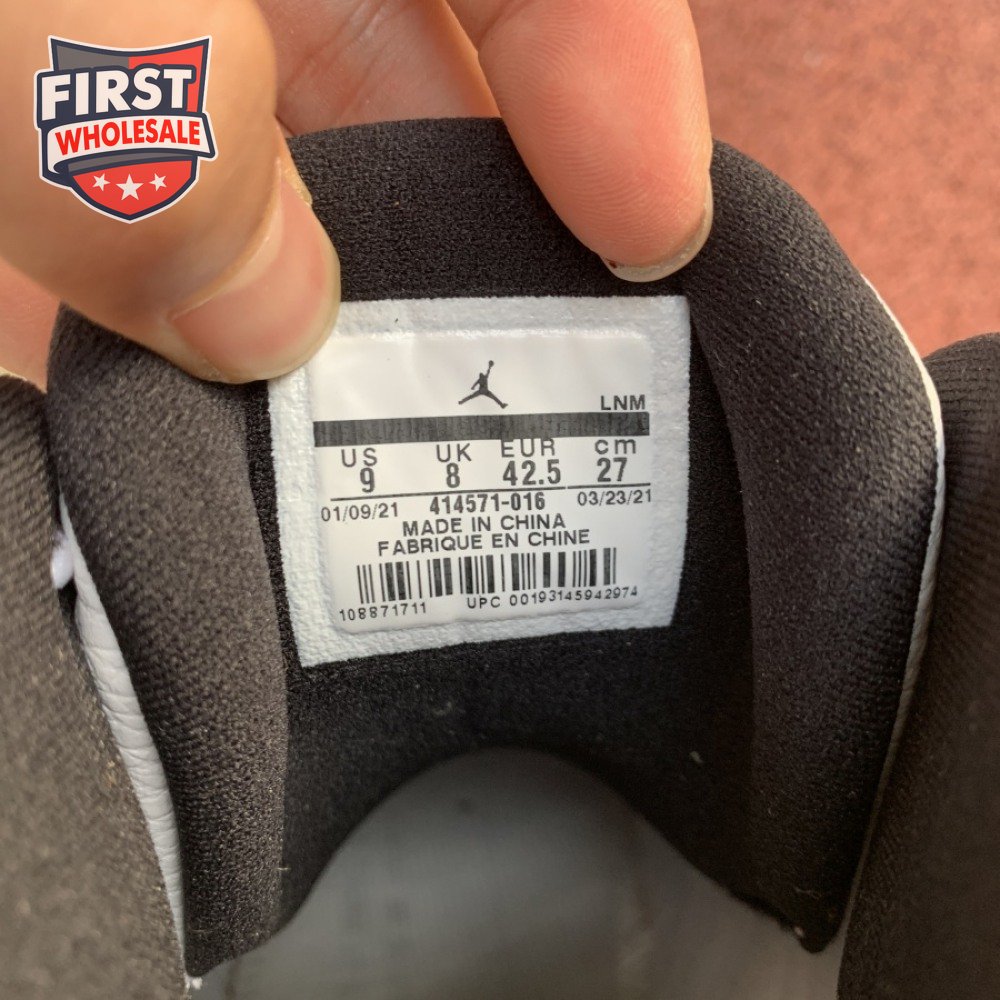 FIRST
WHOLESALE
LNM
US UK EUR cm
9 8 42.5 27
01/09/21 414571-016 03/23/21
MADE IN CHINA
FABRIQUE EN CHINE
108871711 UPC 00193145942974